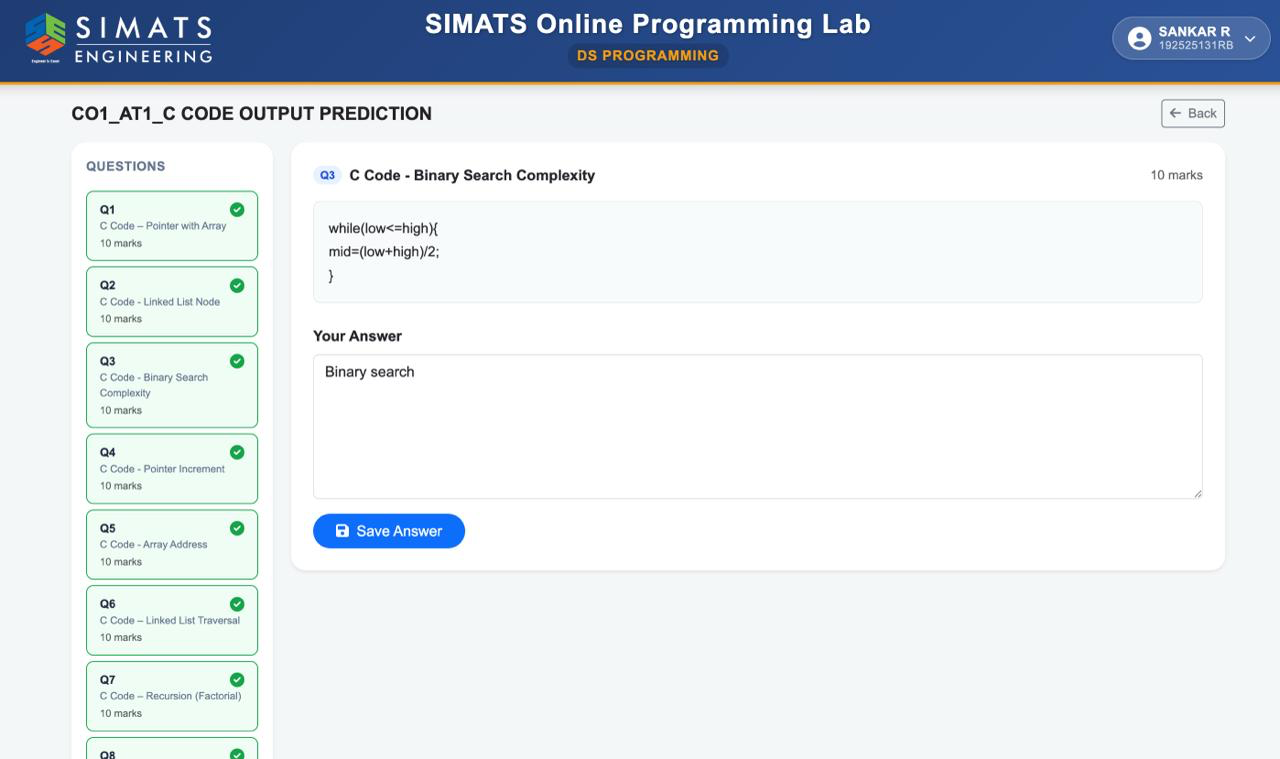 SIMATS
ENGINEERING
Engineer to Excel
SIMATS Online Programming Lab
DS PROGRAMMING
SANKAR R
192525131RB
CO1_AT1_C CODE OUTPUT PREDICTION
Back
QUESTIONS
Q1
C Code – Pointer with Array
10 marks
Q2
C Code - Linked List Node
10 marks
Q3
C Code - Binary Search
Complexity
10 marks
Q4
C Code - Pointer Increment
10 marks
Q5
C Code - Array Address
10 marks
Q6
C Code – Linked List Traversal
10 marks
Q7
C Code – Recursion (Factorial)
10 marks
Q8
Q3 C Code - Binary Search Complexity
10 marks
while(low<=high){
mid=(low+high)/2;
}
Your Answer
Binary search
Save Answer